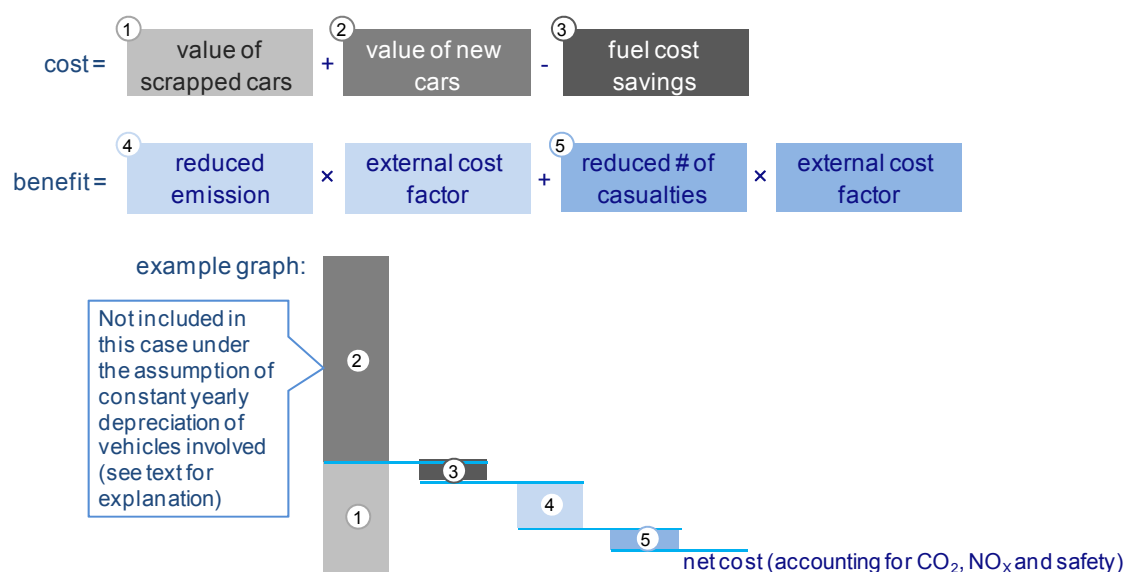 1 2 3
cost = value of scrapped cars + value of new cars - fuel cost savings
4 5
benefit = reduced emission × external cost factor + reduced # of casualties × external cost factor
example graph:
Not included in
this case under
the assumption of
constant yearly
depreciation of
vehicles involved
(see text for
explanation)
2
3
4
1
5
net cost (accounting for CO₂, NOₓ and safety)